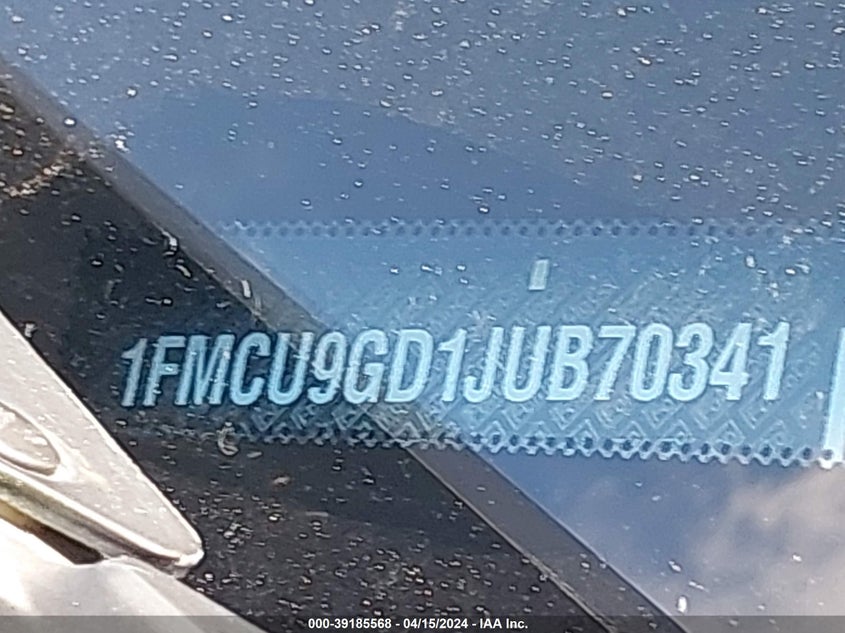 1FMCU9GD1JUB70341
000-39185568 - 04/15/2024 - IAA Inc.